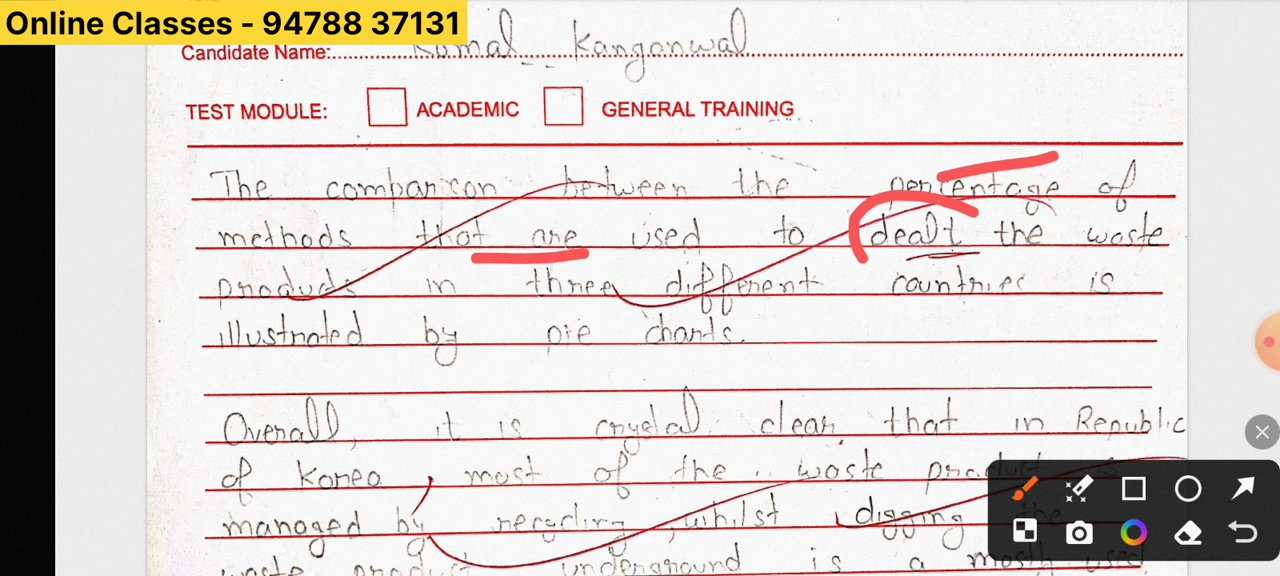 Online Classes - 94788 37131
Candidate Name: Kanganwal
TEST MODULE: ACADEMIC GENERAL TRAINING
The comparison between the percentage of
methods that are used to dealt the waste
products in three different countries is
illustrated by pie charts.
Overall, it is crystal clear that in Republic
of Korea, most of the waste product is
managed by recycling, whilst digging the
waste product underground is a mostly used